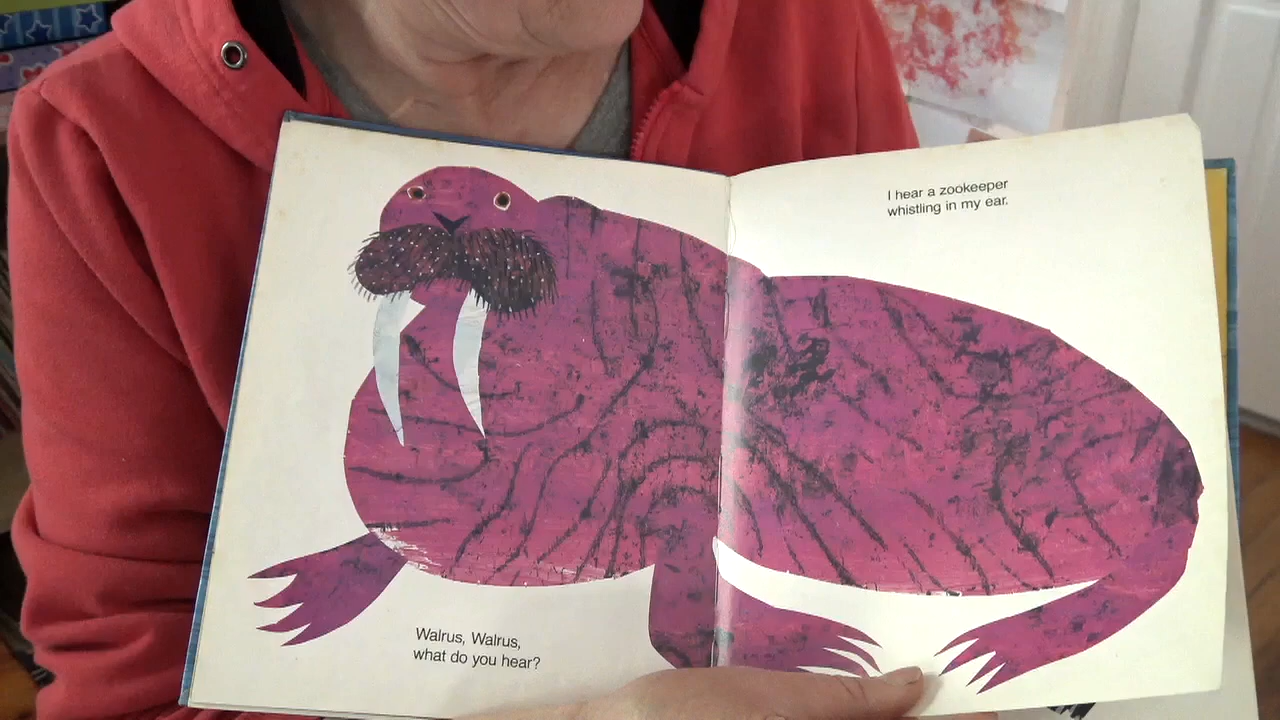 Walrus, Walrus,
what do you hear?
I hear a zookeeper
whistling in my ear.